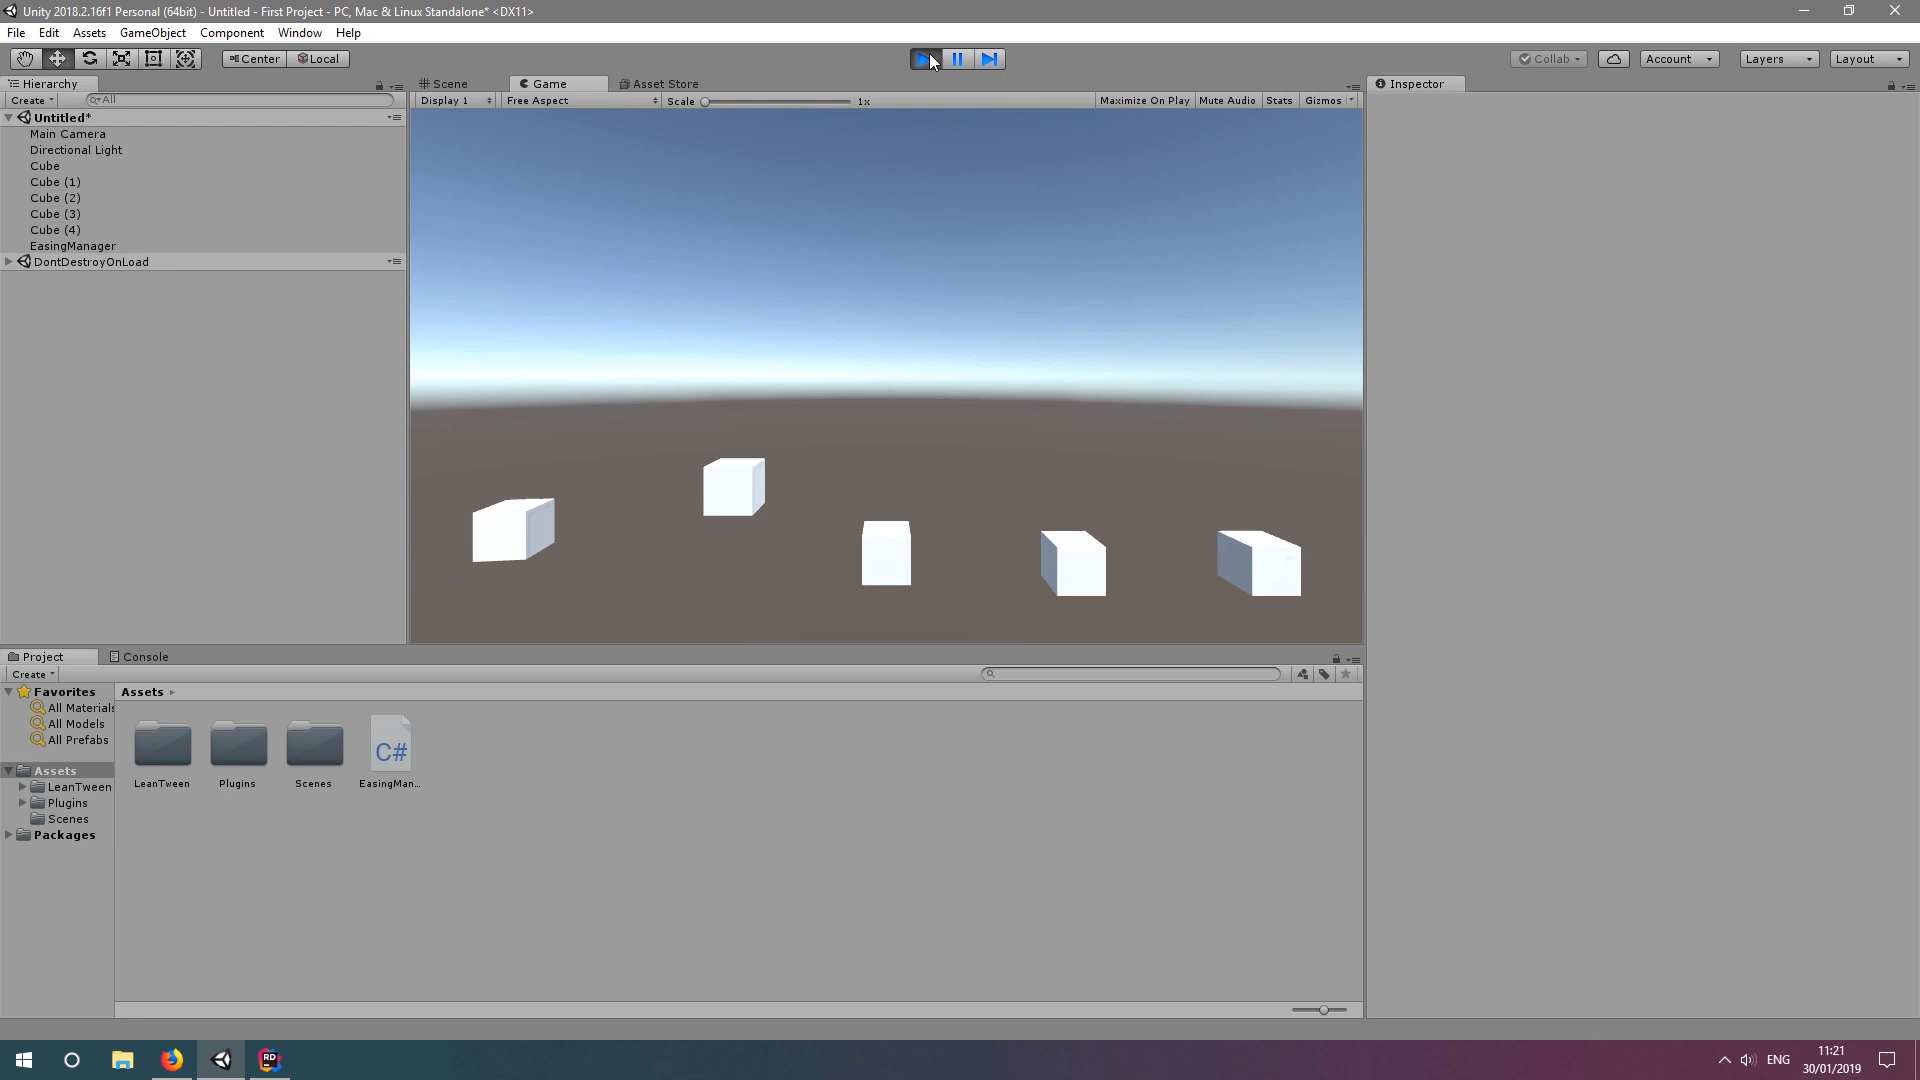 Unity 2018.2.16f1 Personal (64bit) - Untitled - First Project - PC, Mac & Linux Standalone* <DX11>
File Edit Assets GameObject Component Window Help
Center Local Collab Account Layers Layout
Hierarchy
Create All
Untitled*
Main Camera
Directional Light
Cube
Cube (1)
Cube (2)
Cube (3)
Cube (4)
EasingManager
DontDestroyOnLoad
Scene Game Asset Store
Display 1 Free Aspect Scale 1x Maximize On Play Mute Audio Stats Gizmos
Inspector
Project Console
Create
Favorites
All Materials
All Models
All Prefabs
Assets
LeanTween
Plugins
Scenes
Packages
Assets
LeanTween Plugins Scenes C# EasingMan...
RD
ENG
11:21
30/01/2019